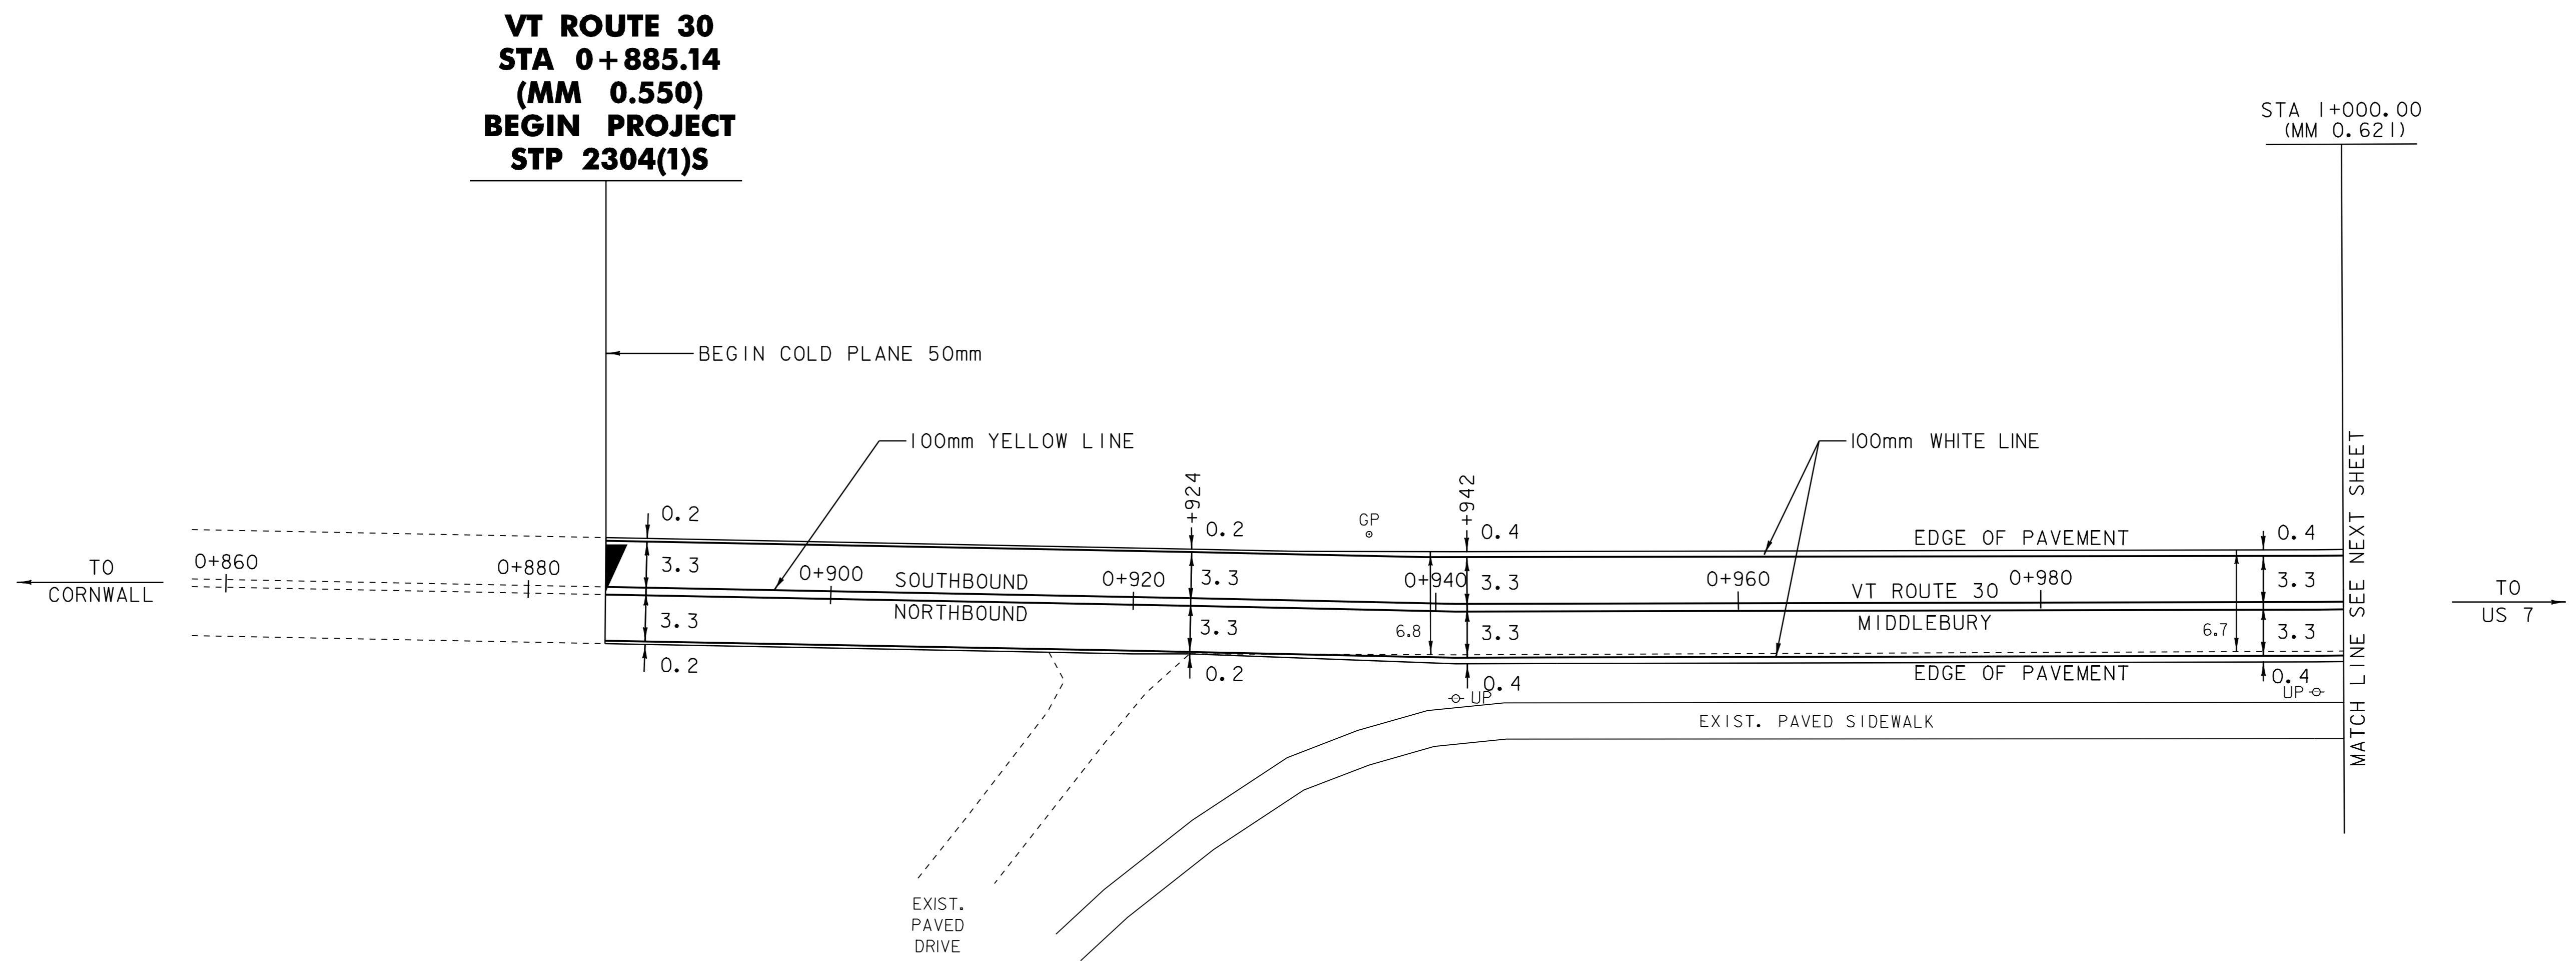 VT ROUTE 30
STA 0+885.14
(MM 0.550)
BEGIN PROJECT
STP 2304(1)S
STA 1+000.00
(MM 0.621)
BEGIN COLD PLANE 50mm
100mm YELLOW LINE
100mm WHITE LINE
MATCH LINE SEE NEXT SHEET
+924
+942
0.2
0.2
GP
0.4
EDGE OF PAVEMENT
0.4
TO
CORNWALL
0+860
0+880
3.3
0+900
SOUTHBOUND
0+920
3.3
0+940
3.3
0+960
VT ROUTE 30
0+980
3.3
TO
US 7
NORTHBOUND
3.3
3.3
6.8
3.3
MIDDLEBURY
6.7
3.3
0.2
0.2
0.4
EDGE OF PAVEMENT
0.4
UP
UP
EXIST. PAVED SIDEWALK
EXIST.
PAVED
DRIVE